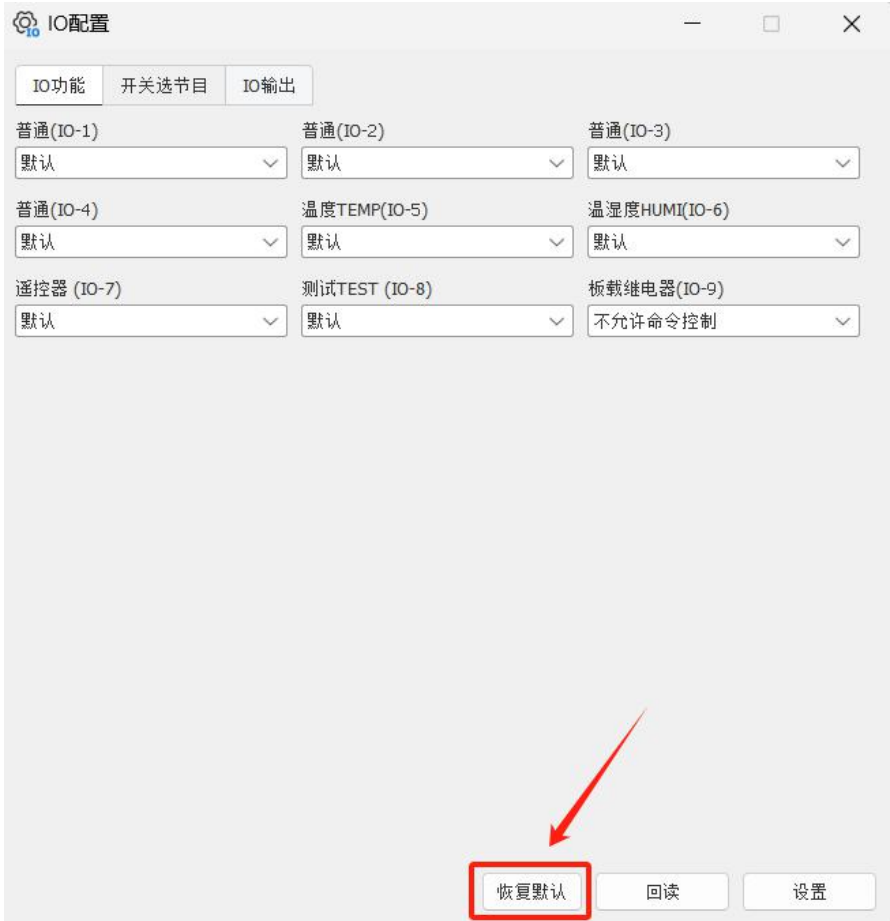 IO IO配置
IO功能 开关选节目 IO输出
普通(IO-1) 普通(IO-2) 普通(IO-3)
默认 默认 默认
普通(IO-4) 温度TEMP(IO-5) 温湿度HUMI(IO-6)
默认 默认 默认
遥控器 (IO-7) 测试TEST (IO-8) 板载继电器(IO-9)
默认 默认 不允许命令控制
恢复默认 回读 设置